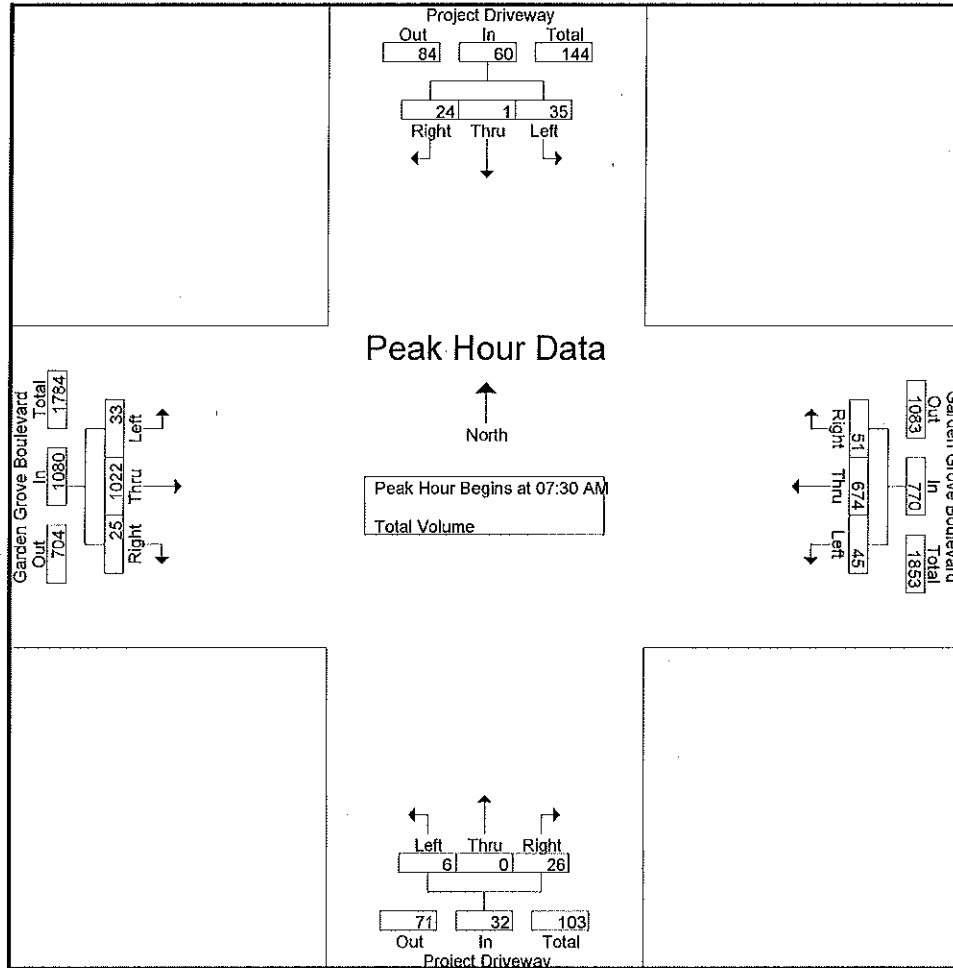 Project Driveway
Out In Total
84 60 144
24 1 35
Right Thru Left
Peak Hour Data
North
Peak Hour Begins at 07:30 AM
Total Volume
Garden Grove Boulevard
Out In Total
704 1080 1784
25 1022 33
Right Thru Left
Garden Grove Boulevard
Out In Total
1083 770 1853
51 674 45
Right Thru Left
Left Thru Right
6 0 26
71 32 103
Out In Total
Project Driveway